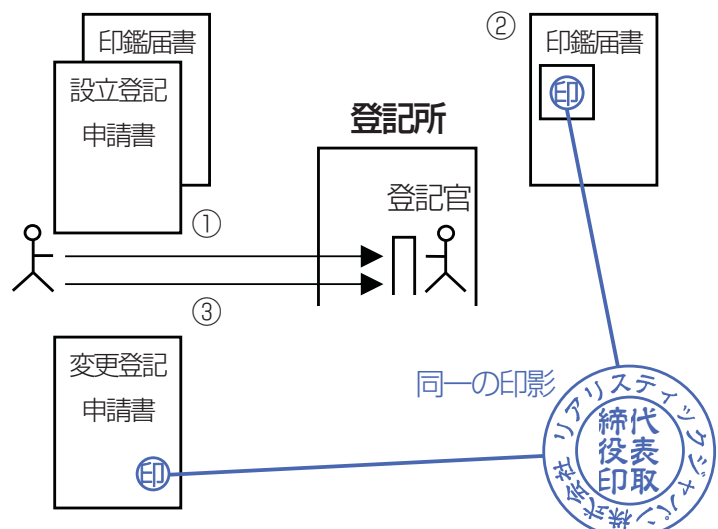 印鑑届書
設立登記
申請書
①
登記所
登記官
②
印鑑届書
印
③
変更登記
申請書
印
同一の印影
リアリスティックジャパン株式会社
代表取
締役印